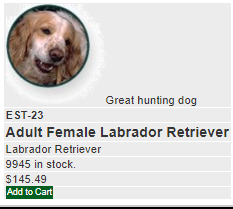 Great hunting dog
EST-23
Adult Female Labrador Retriever
Labrador Retriever
9945 in stock.
$145.49
Add to Cart